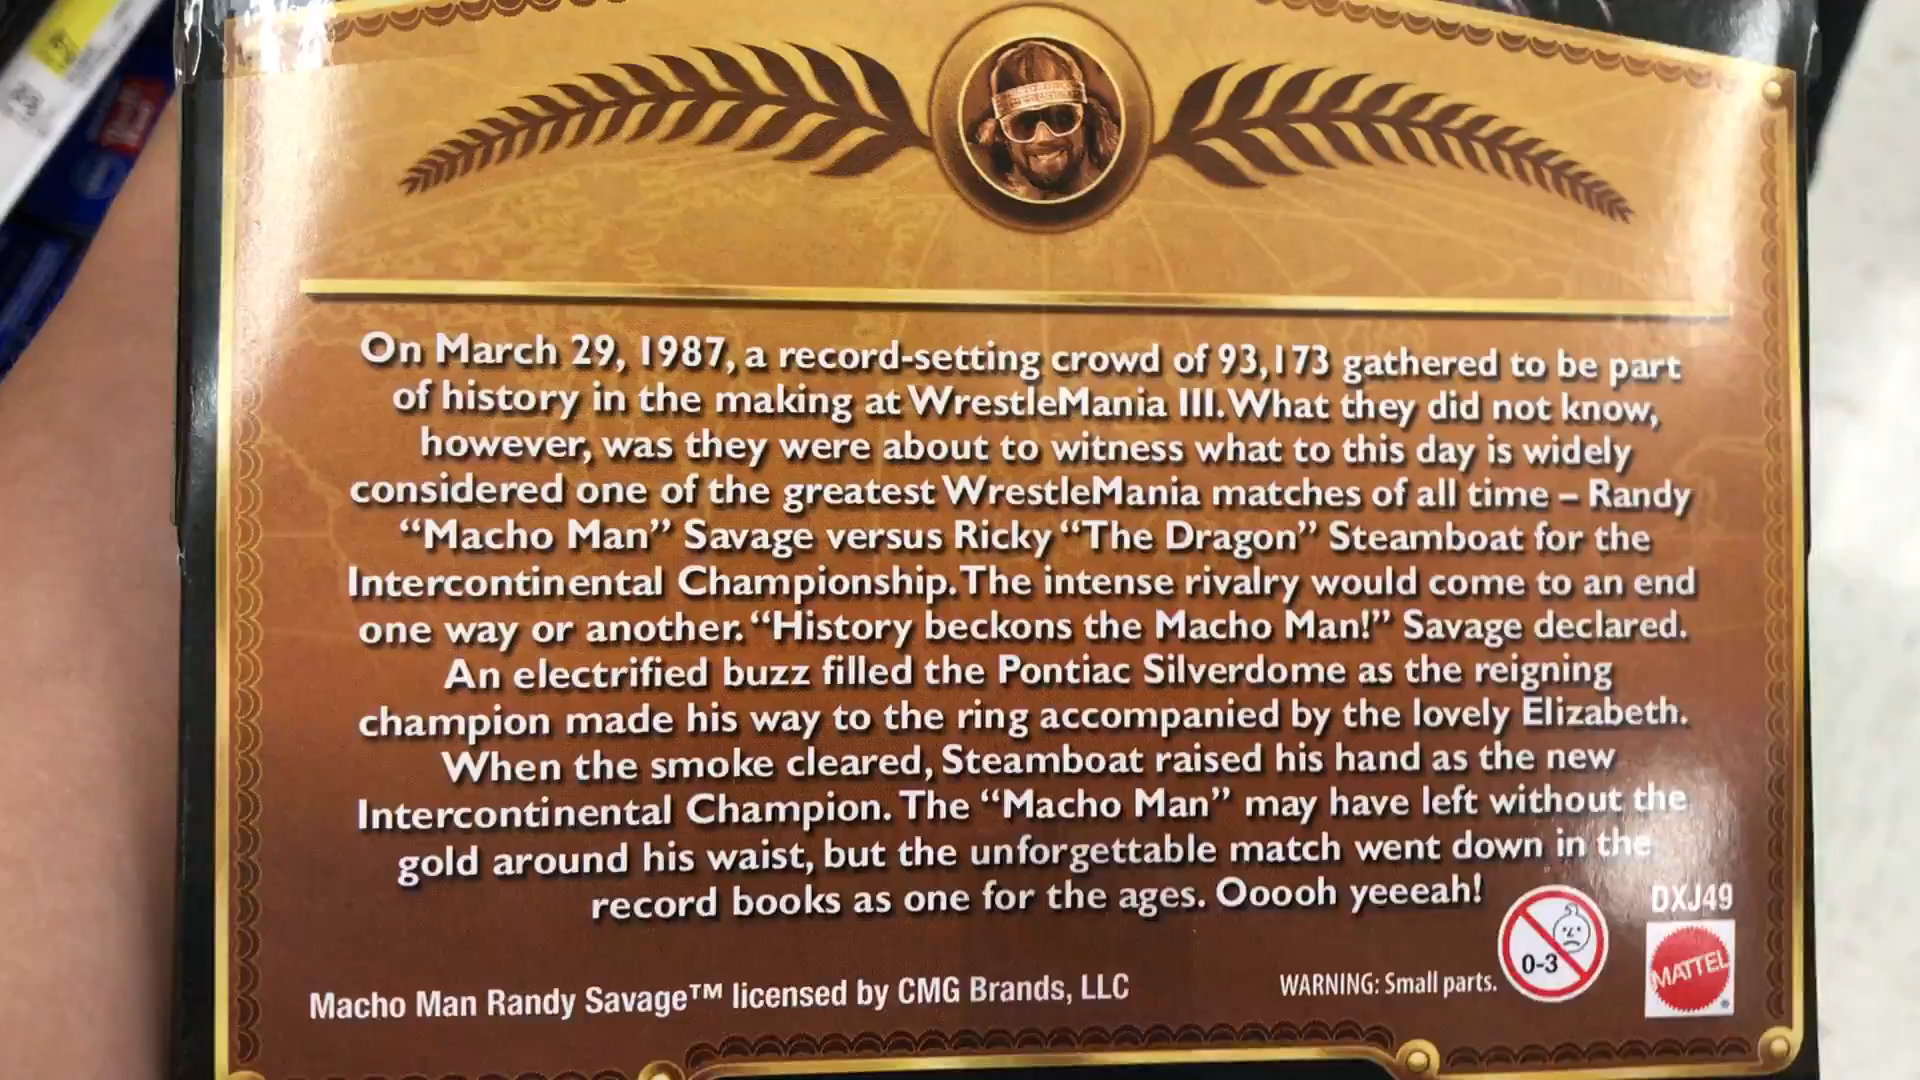 On March 29, 1987, a record-setting crowd of 93,173 gathered to be part
of history in the making at WrestleMania III. What they did not know,
however, was they were about to witness what to this day is widely
considered one of the greatest WrestleMania matches of all time – Randy
“Macho Man” Savage versus Ricky “The Dragon” Steamboat for the
Intercontinental Championship. The intense rivalry would come to an end
one way or another. “History beckons the Macho Man!” Savage declared.
An electrified buzz filled the Pontiac Silverdome as the reigning
champion made his way to the ring accompanied by the lovely Elizabeth.
When the smoke cleared, Steamboat raised his hand as the new
Intercontinental Champion. The “Macho Man” may have left without the
gold around his waist, but the unforgettable match went down in the
record books as one for the ages. Ooooh yeeeah!
DXJ49
0-3
MATTEL
Macho Man Randy Savage™ licensed by CMG Brands, LLC
WARNING: Small parts.